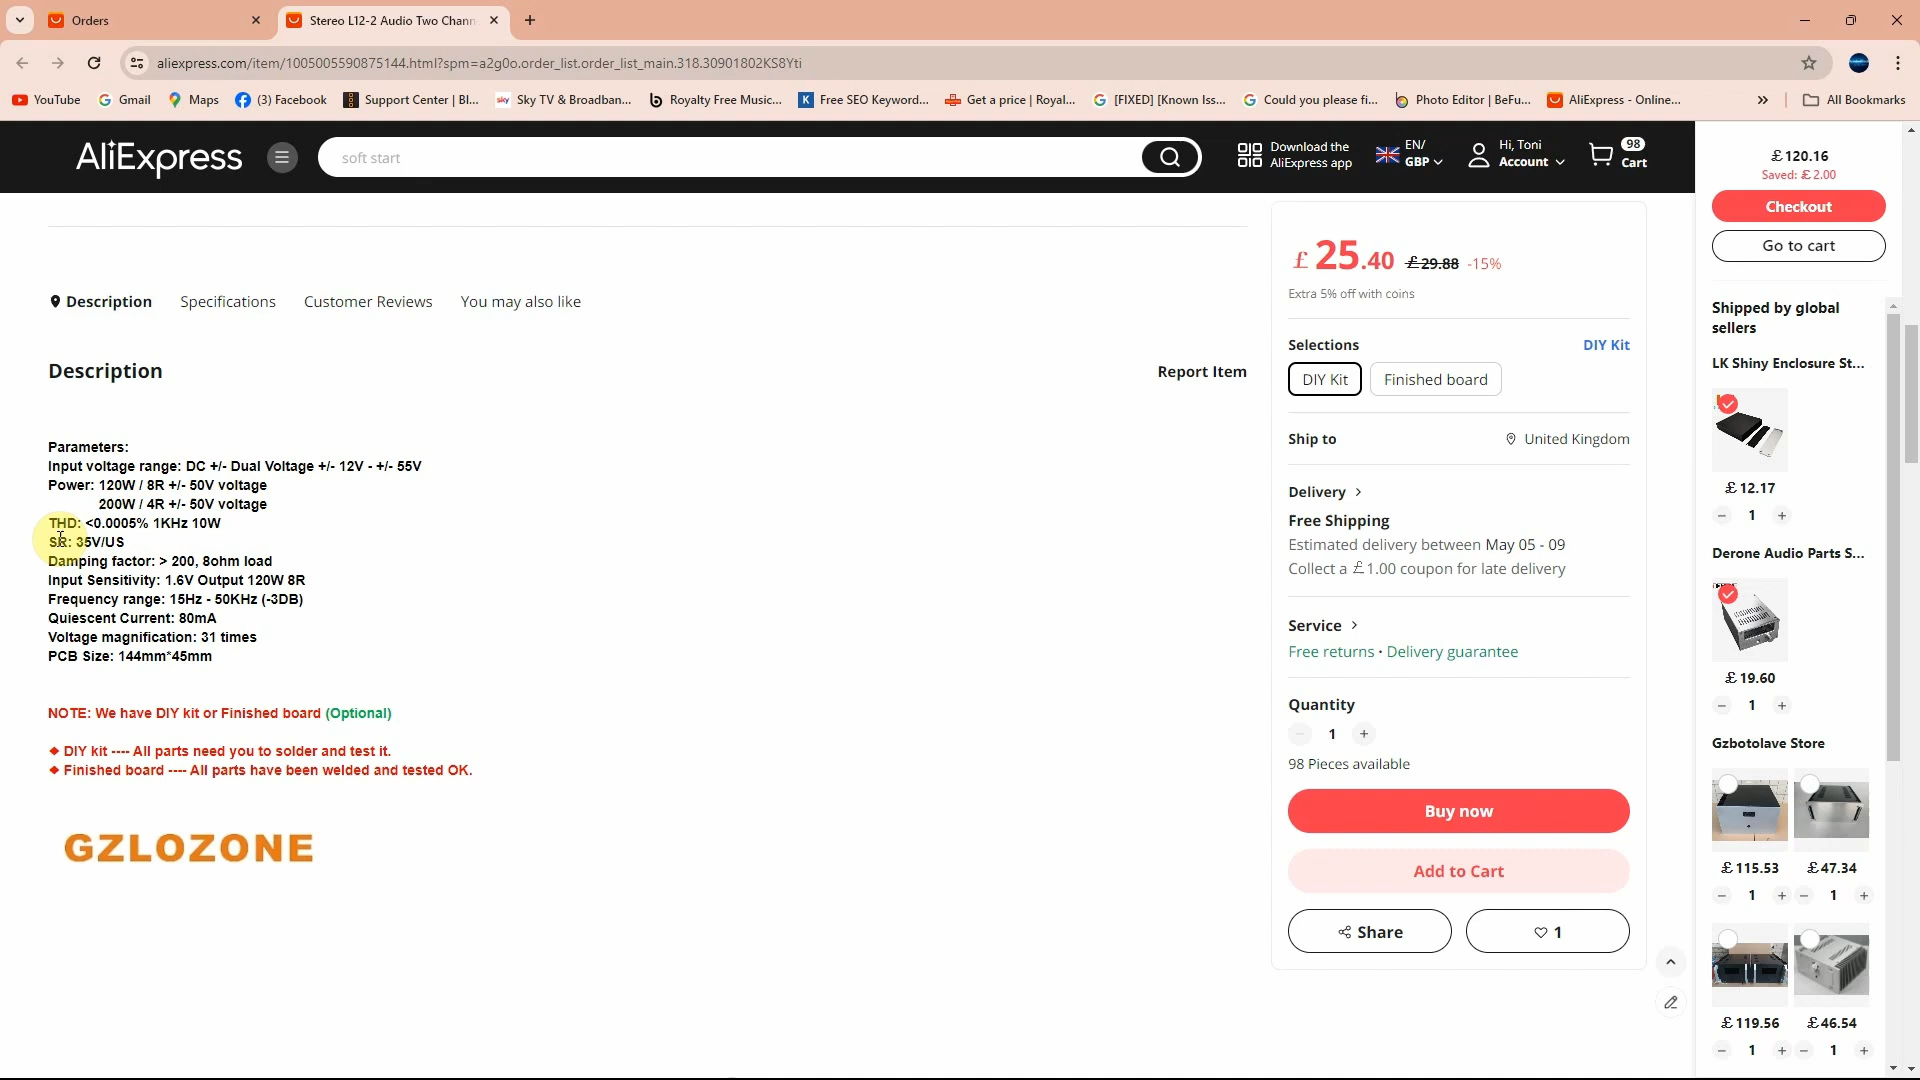 Orders
Stereo L12-2 Audio Two Chann
aliexpress.com/item/1005005590875144.html?spm=a2g0o.order_list.order_list_main.318.30901802KS8Yti
YouTube
Gmail
Maps
(3) Facebook
Support Center | Bl...
sky
Sky TV & Broadban...
Royalty Free Music...
K
Free SEO Keyword...
Get a price | Royal...
[FIXED] [Known Iss...
Could you please fi...
Photo Editor | BeFu...
AliExpress - Online...
All Bookmarks
AliExpress
soft start
Download the
AliExpress app
EN/
GBP
Hi, Toni
Account
98
Cart
Description
Specifications
Customer Reviews
You may also like
Description
Report Item
Parameters:
Input voltage range: DC +/- Dual Voltage +/- 12V - +/- 55V
Power: 120W / 8R +/- 50V voltage
200W / 4R +/- 50V voltage
THD: <0.0005% 1KHz 10W
SR: 35V/US
Damping factor: > 200, 8ohm load
Input Sensitivity: 1.6V Output 120W 8R
Frequency range: 15Hz - 50KHz (-3DB)
Quiescent Current: 80mA
Voltage magnification: 31 times
PCB Size: 144mm*45mm
NOTE: We have DIY kit or Finished board (Optional)
◆ DIY kit ---- All parts need you to solder and test it.
◆ Finished board ---- All parts have been welded and tested OK.
GZLOZONE
£25.40 £29.88 -15%
Extra 5% off with coins
Selections
DIY Kit
DIY Kit
Finished board
Ship to
United Kingdom
Delivery >
Free Shipping
Estimated delivery between May 05 - 09
Collect a £1.00 coupon for late delivery
Service >
Free returns · Delivery guarantee
Quantity
− 1 +
98 Pieces available
Buy now
Add to Cart
Share
1
£120.16
Saved: £2.00
Checkout
Go to cart
Shipped by global
sellers
LK Shiny Enclosure St...
£12.17
− 1 +
Derone Audio Parts S...
£19.60
− 1 +
Gzbotolave Store
£115.53
£47.34
− 1 +
− 1 +
£119.56
£46.54
− 1 +
− 1 +